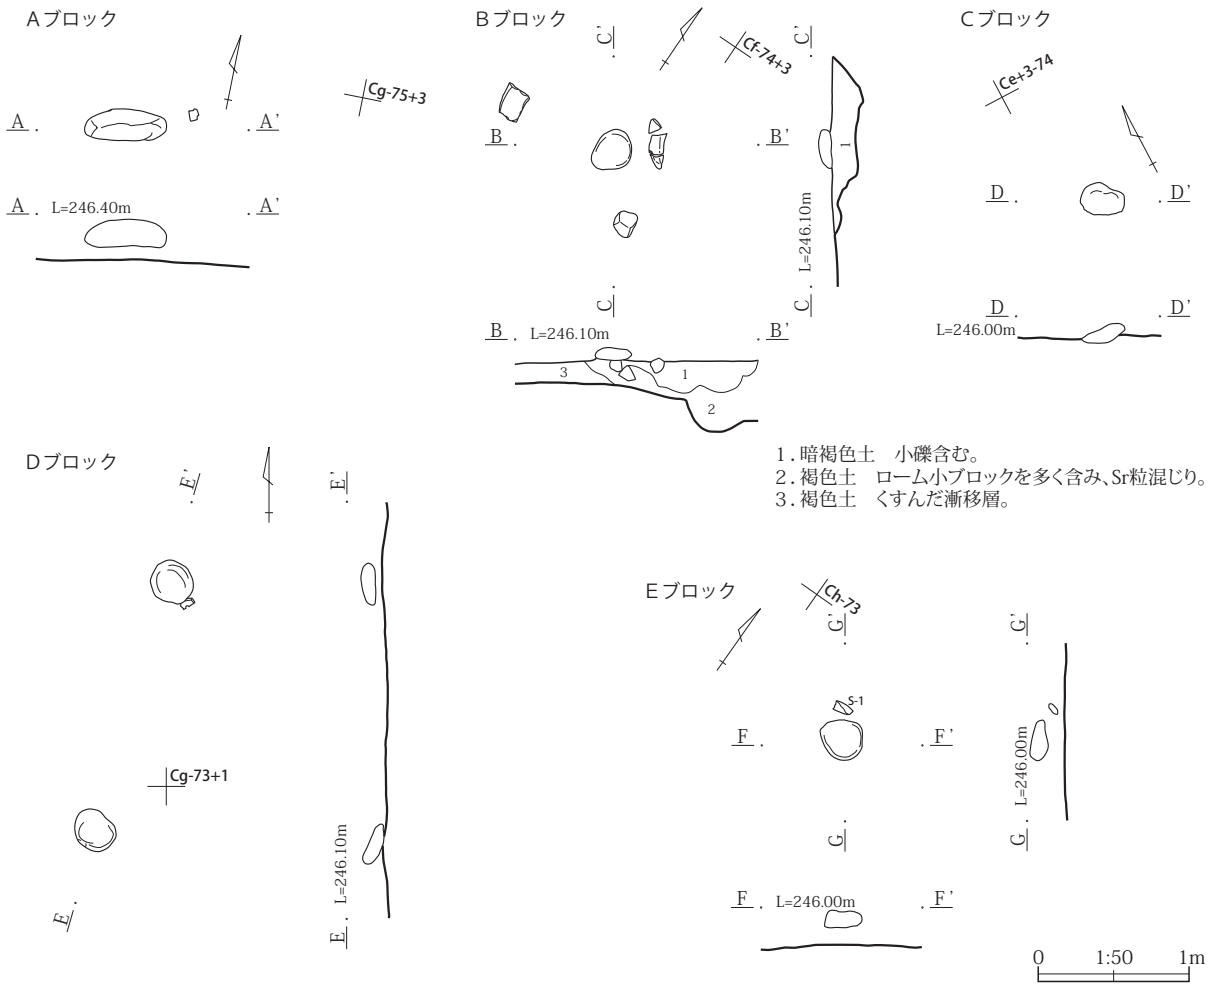 Aブロック
Cg-75+3
A
A'
A
L=246.40m
A'
Bブロック
C'
Cf-74+3
C'
B
B'
1
L=246.10m
C
C
B
L=246.10m
B'
3
1
2
Cブロック
Ce+3-74
D
D'
D
D'
L=246.00m
1.暗褐色土　小礫含む。
2.褐色土　ローム小ブロックを多く含み、Sr粒混じり。
3.褐色土　くすんだ漸移層。
Dブロック
E'
E'
Cg-73+1
L=246.10m
E
E
Eブロック
Ch-73
G'
G'
S-1
F
F'
L=246.00m
G
G
F
L=246.00m
F'
0　1:50　1m